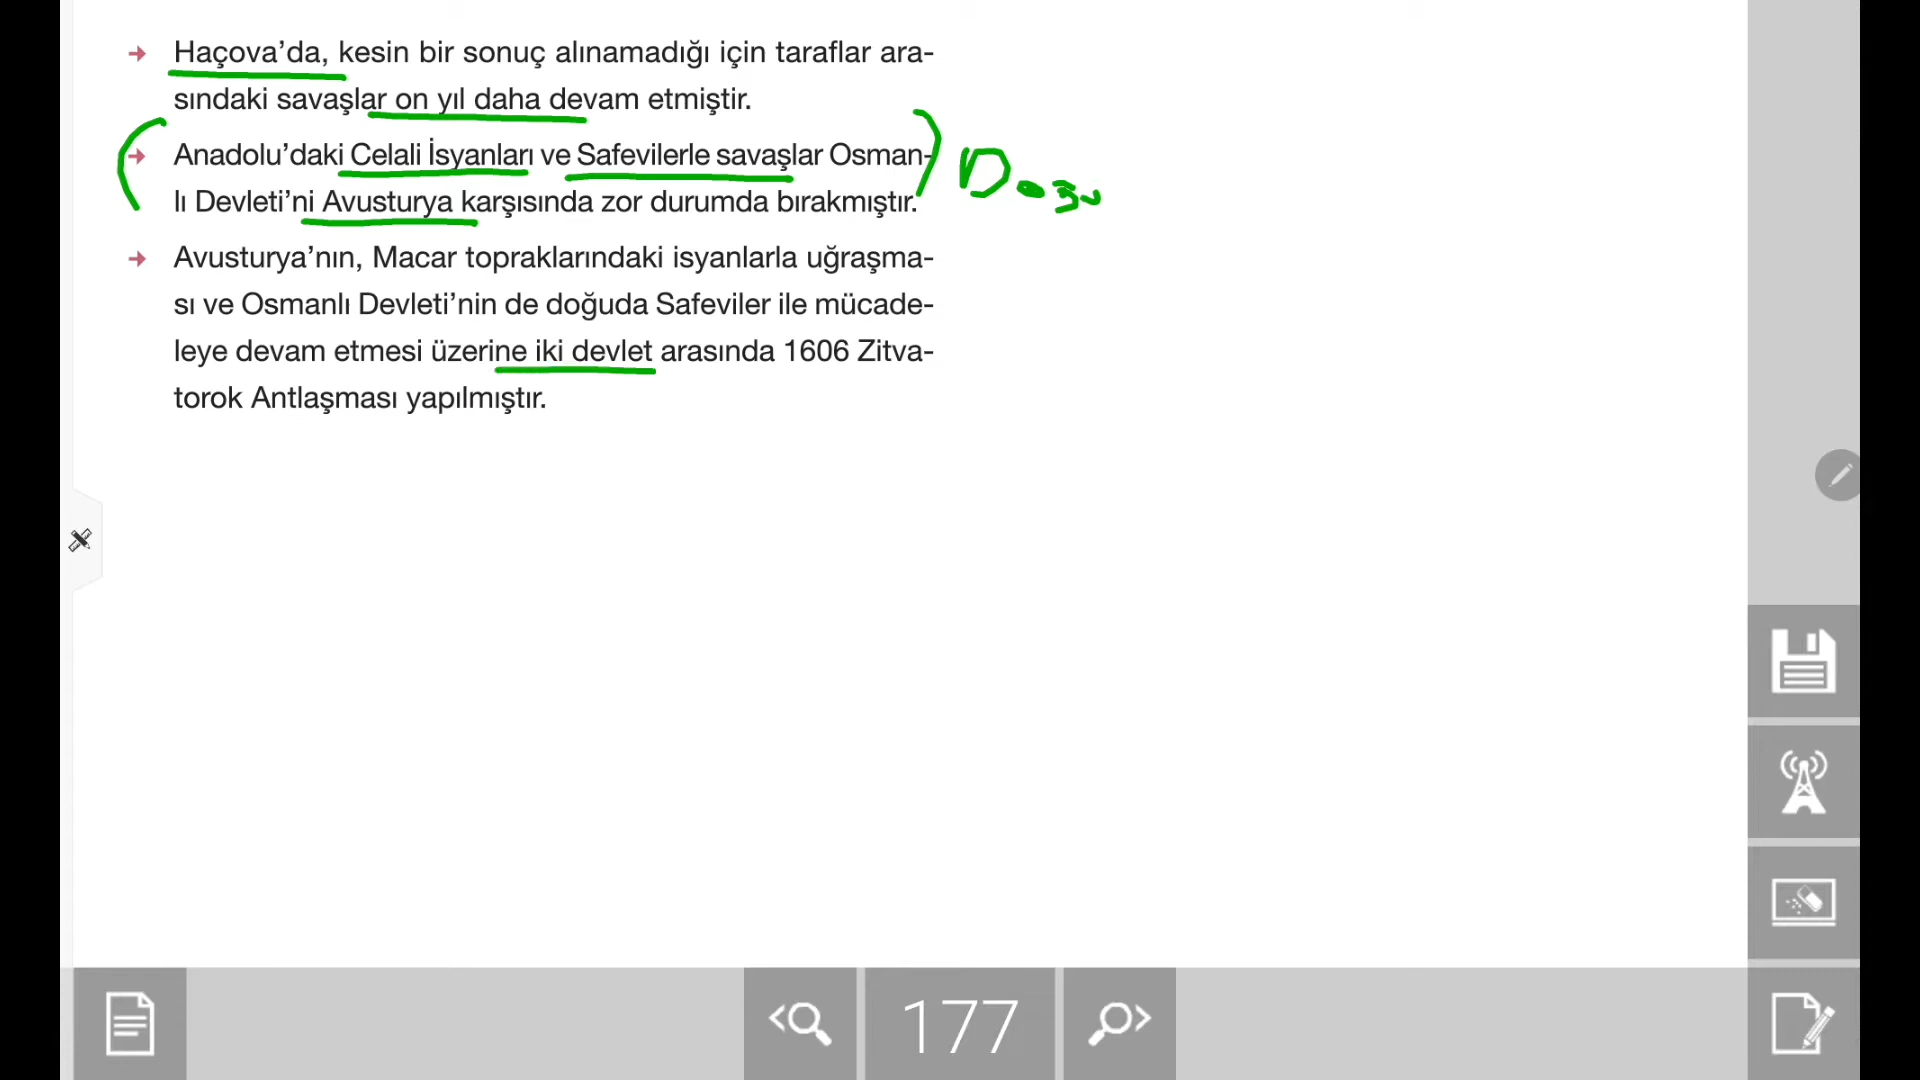 Haçova’da, kesin bir sonuç alınamadığı için taraflar ara-
sındaki savaşlar on yıl daha devam etmiştir.
Anadolu’daki Celali İsyanları ve Safevilerle savaşlar Osman-
lı Devleti’ni Avusturya karşısında zor durumda bırakmıştır.
Avusturya’nın, Macar topraklarındaki isyanlarla uğraşma-
sı ve Osmanlı Devleti’nin de doğuda Safeviler ile mücade-
leye devam etmesi üzerine iki devlet arasında 1606 Zitva-
torok Antlaşması yapılmıştır.
177